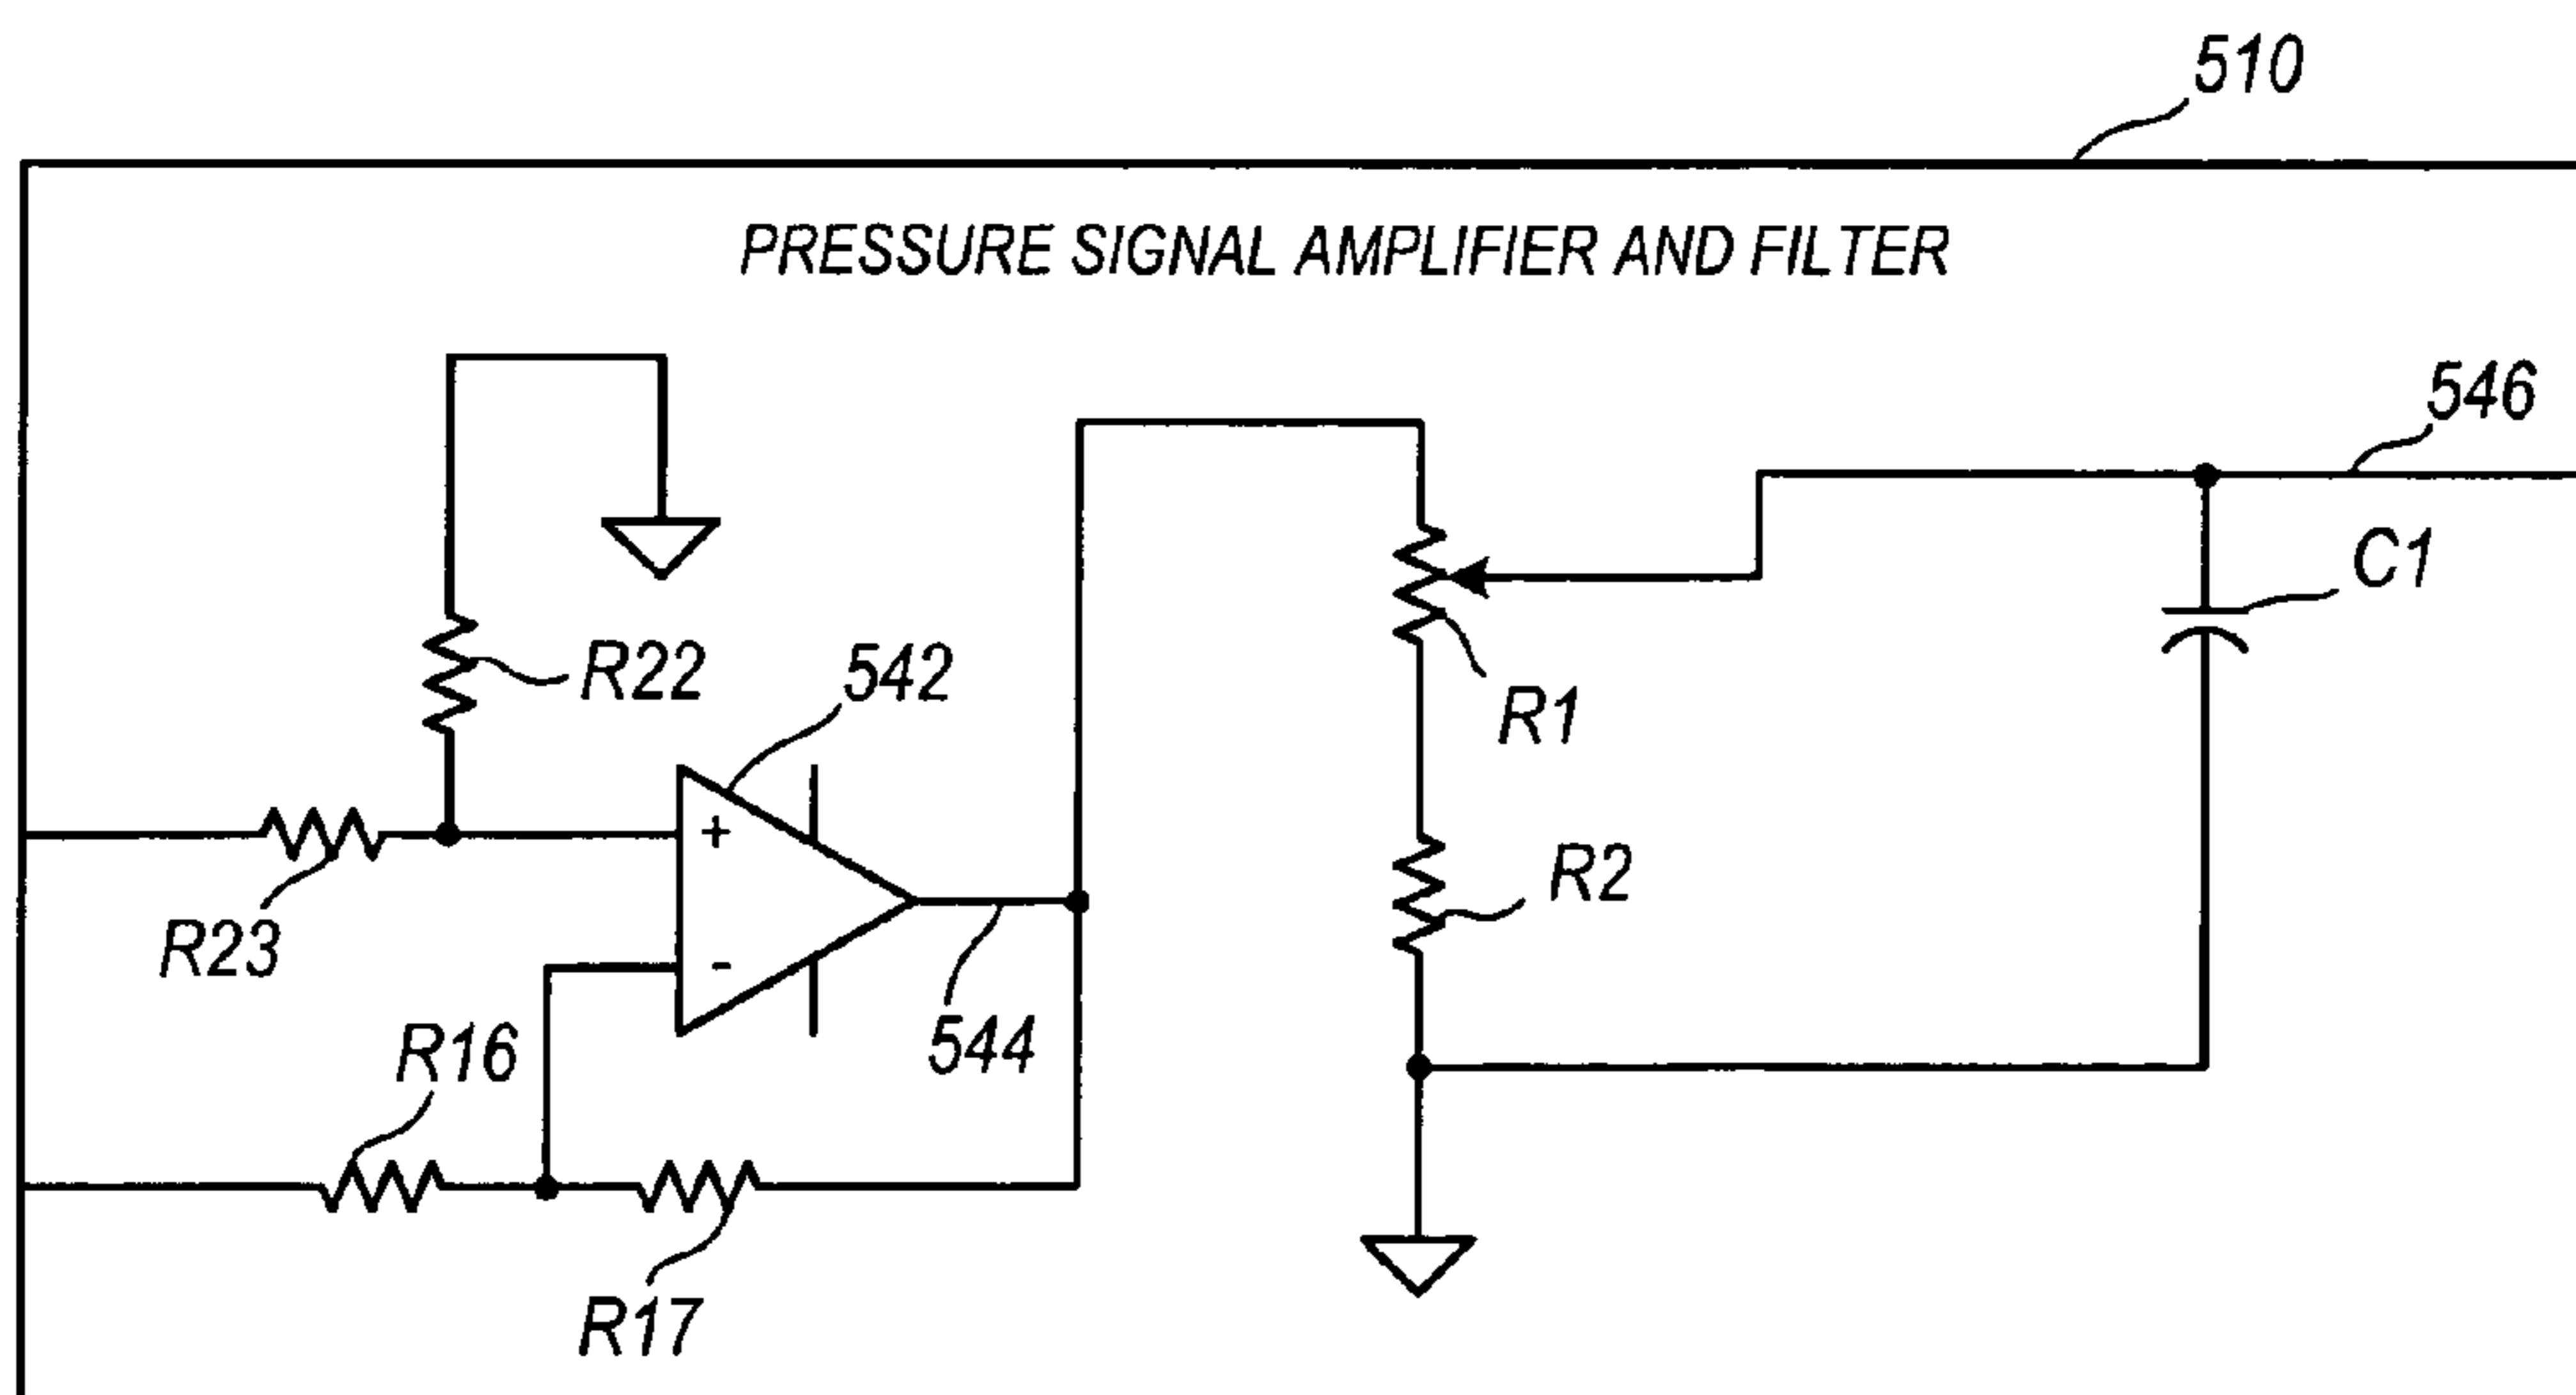 510
PRESSURE SIGNAL AMPLIFIER AND FILTER
546
C1
R22
542
R1
+
R2
R23
-
544
R16
R17